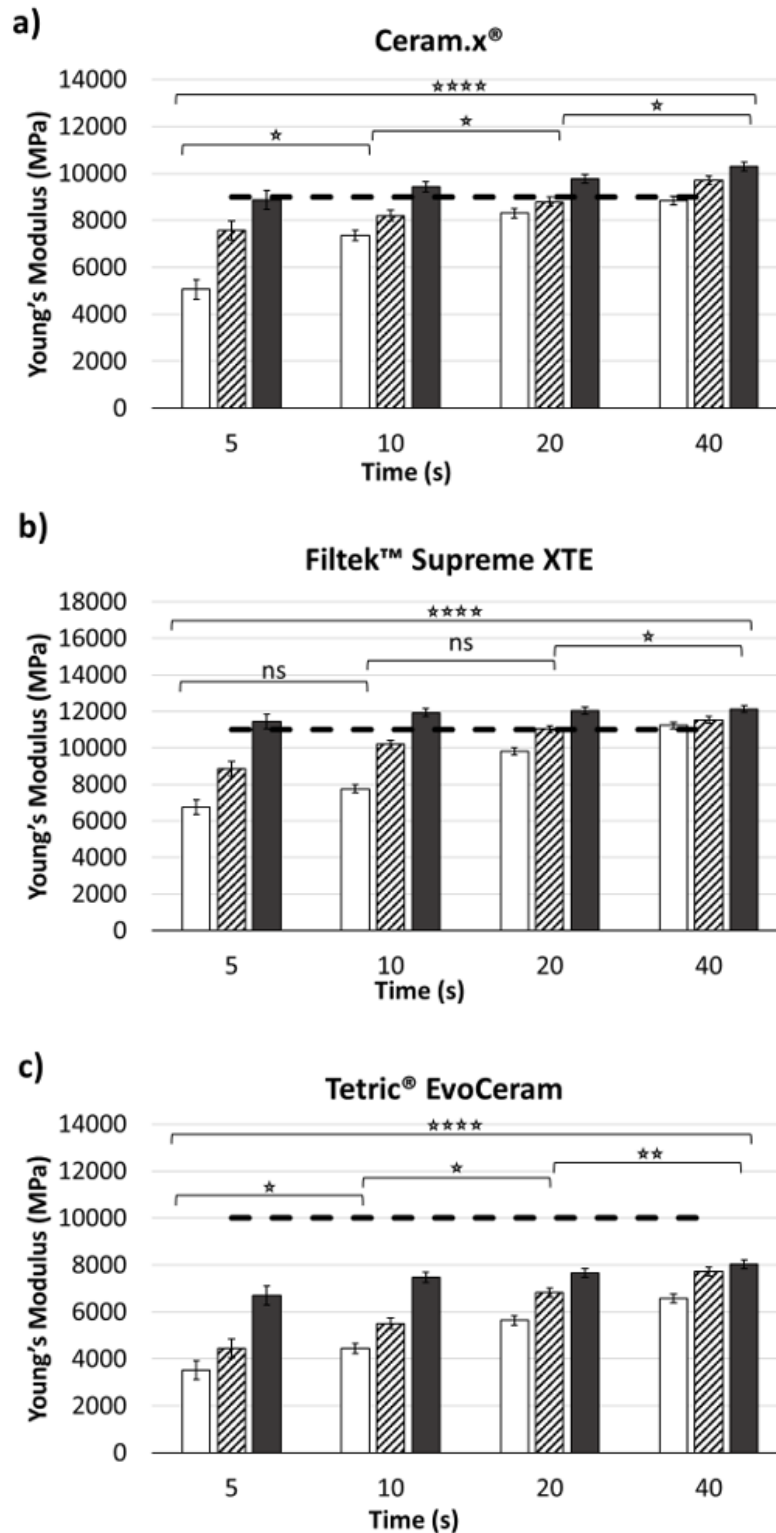 a)
Ceram.x®
Young's Modulus (MPa)
14000
12000
10000
8000
6000
4000
2000
0
☆☆☆☆
☆
☆
☆
5 10 20 40
Time (s)
b)
Filtek™ Supreme XTE
Young's Modulus (MPa)
18000
16000
14000
12000
10000
8000
6000
4000
2000
0
☆☆☆☆
ns
ns
☆
5 10 20 40
Time (s)
c)
Tetric® EvoCeram
Young's Modulus (MPa)
14000
12000
10000
8000
6000
4000
2000
0
☆☆☆☆
☆
☆
☆☆
5 10 20 40
Time (s)